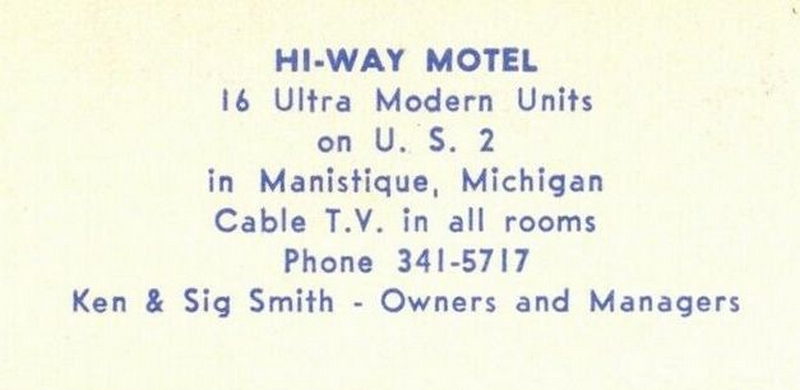 HI-WAY MOTEL
16 Ultra Modern Units
on U. S. 2
in Manistique, Michigan
Cable T.V. in all rooms
Phone 341-5717
Ken & Sig Smith - Owners and Managers